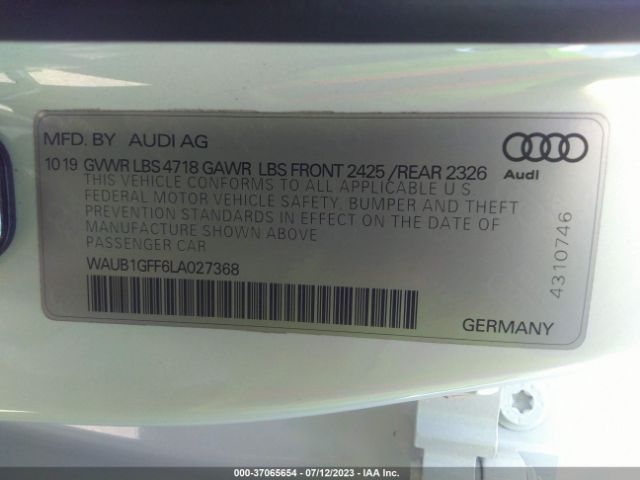 MFD. BY AUDI AG
1019 GVWR LBS 4718 GAWR LBS FRONT 2425 /REAR 2326
THIS VEHICLE CONFORMS TO ALL APPLICABLE U.S.
FEDERAL MOTOR VEHICLE SAFETY, BUMPER AND THEFT
PREVENTION STANDARDS IN EFFECT ON THE DATE OF
MANUFACTURE SHOWN ABOVE
PASSENGER CAR
WAUB1GFF6LA027368
Audi
4310746
GERMANY
000-37065654 - 07/12/2023 - IAA Inc.